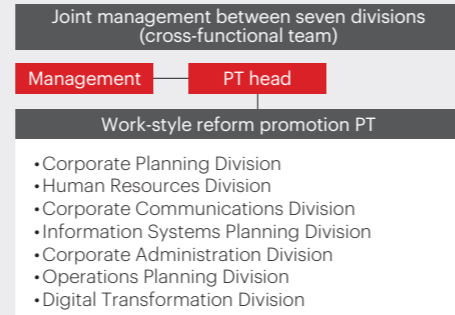 Joint management between seven divisions
(cross-functional team)
Management
PT head
Work-style reform promotion PT
•Corporate Planning Division
•Human Resources Division
•Corporate Communications Division
•Information Systems Planning Division
•Corporate Administration Division
•Operations Planning Division
•Digital Transformation Division